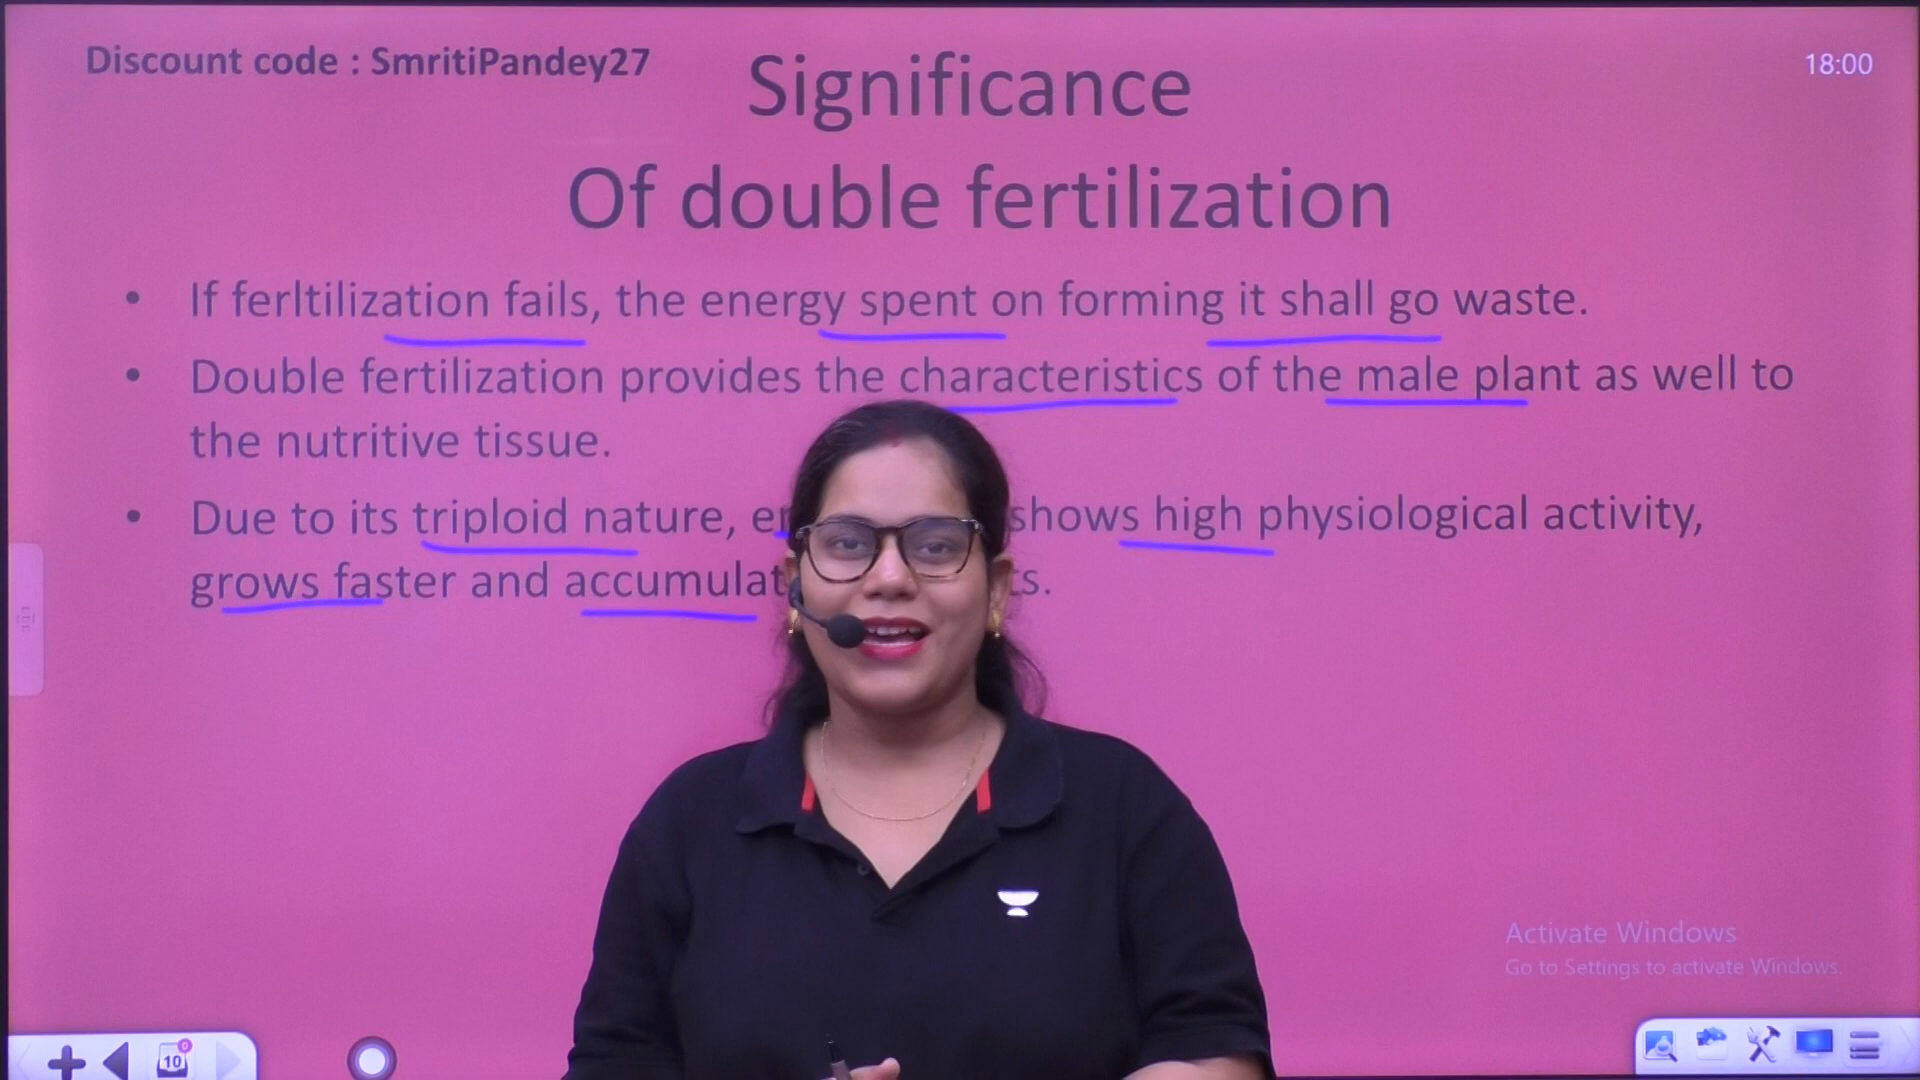 Discount code : SmritiPandey27
18:00
Significance
Of double fertilization
• If ferltilization fails, the energy spent on forming it shall go waste.
• Double fertilization provides the characteristics of the male plant as well to
the nutritive tissue.
• Due to its triploid nature, shows high physiological activity,
grows faster and
Activate Windows
Go to Settings to activate Windows.
10
0